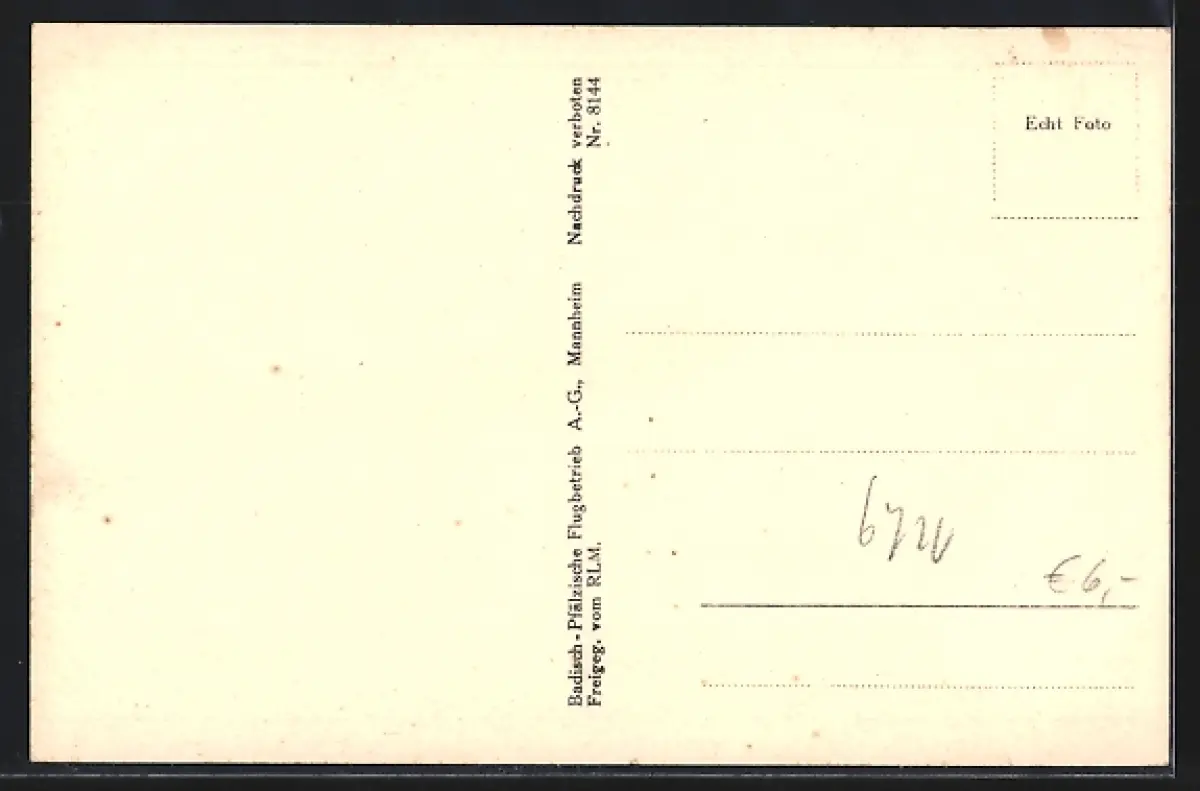 Badisch-Pfälzische Flugbetrieb A.-G., Mannheim Nachdruck verboten
Freigeg. vom RLM. Nr. 8144
Echt Foto
€ 6,-